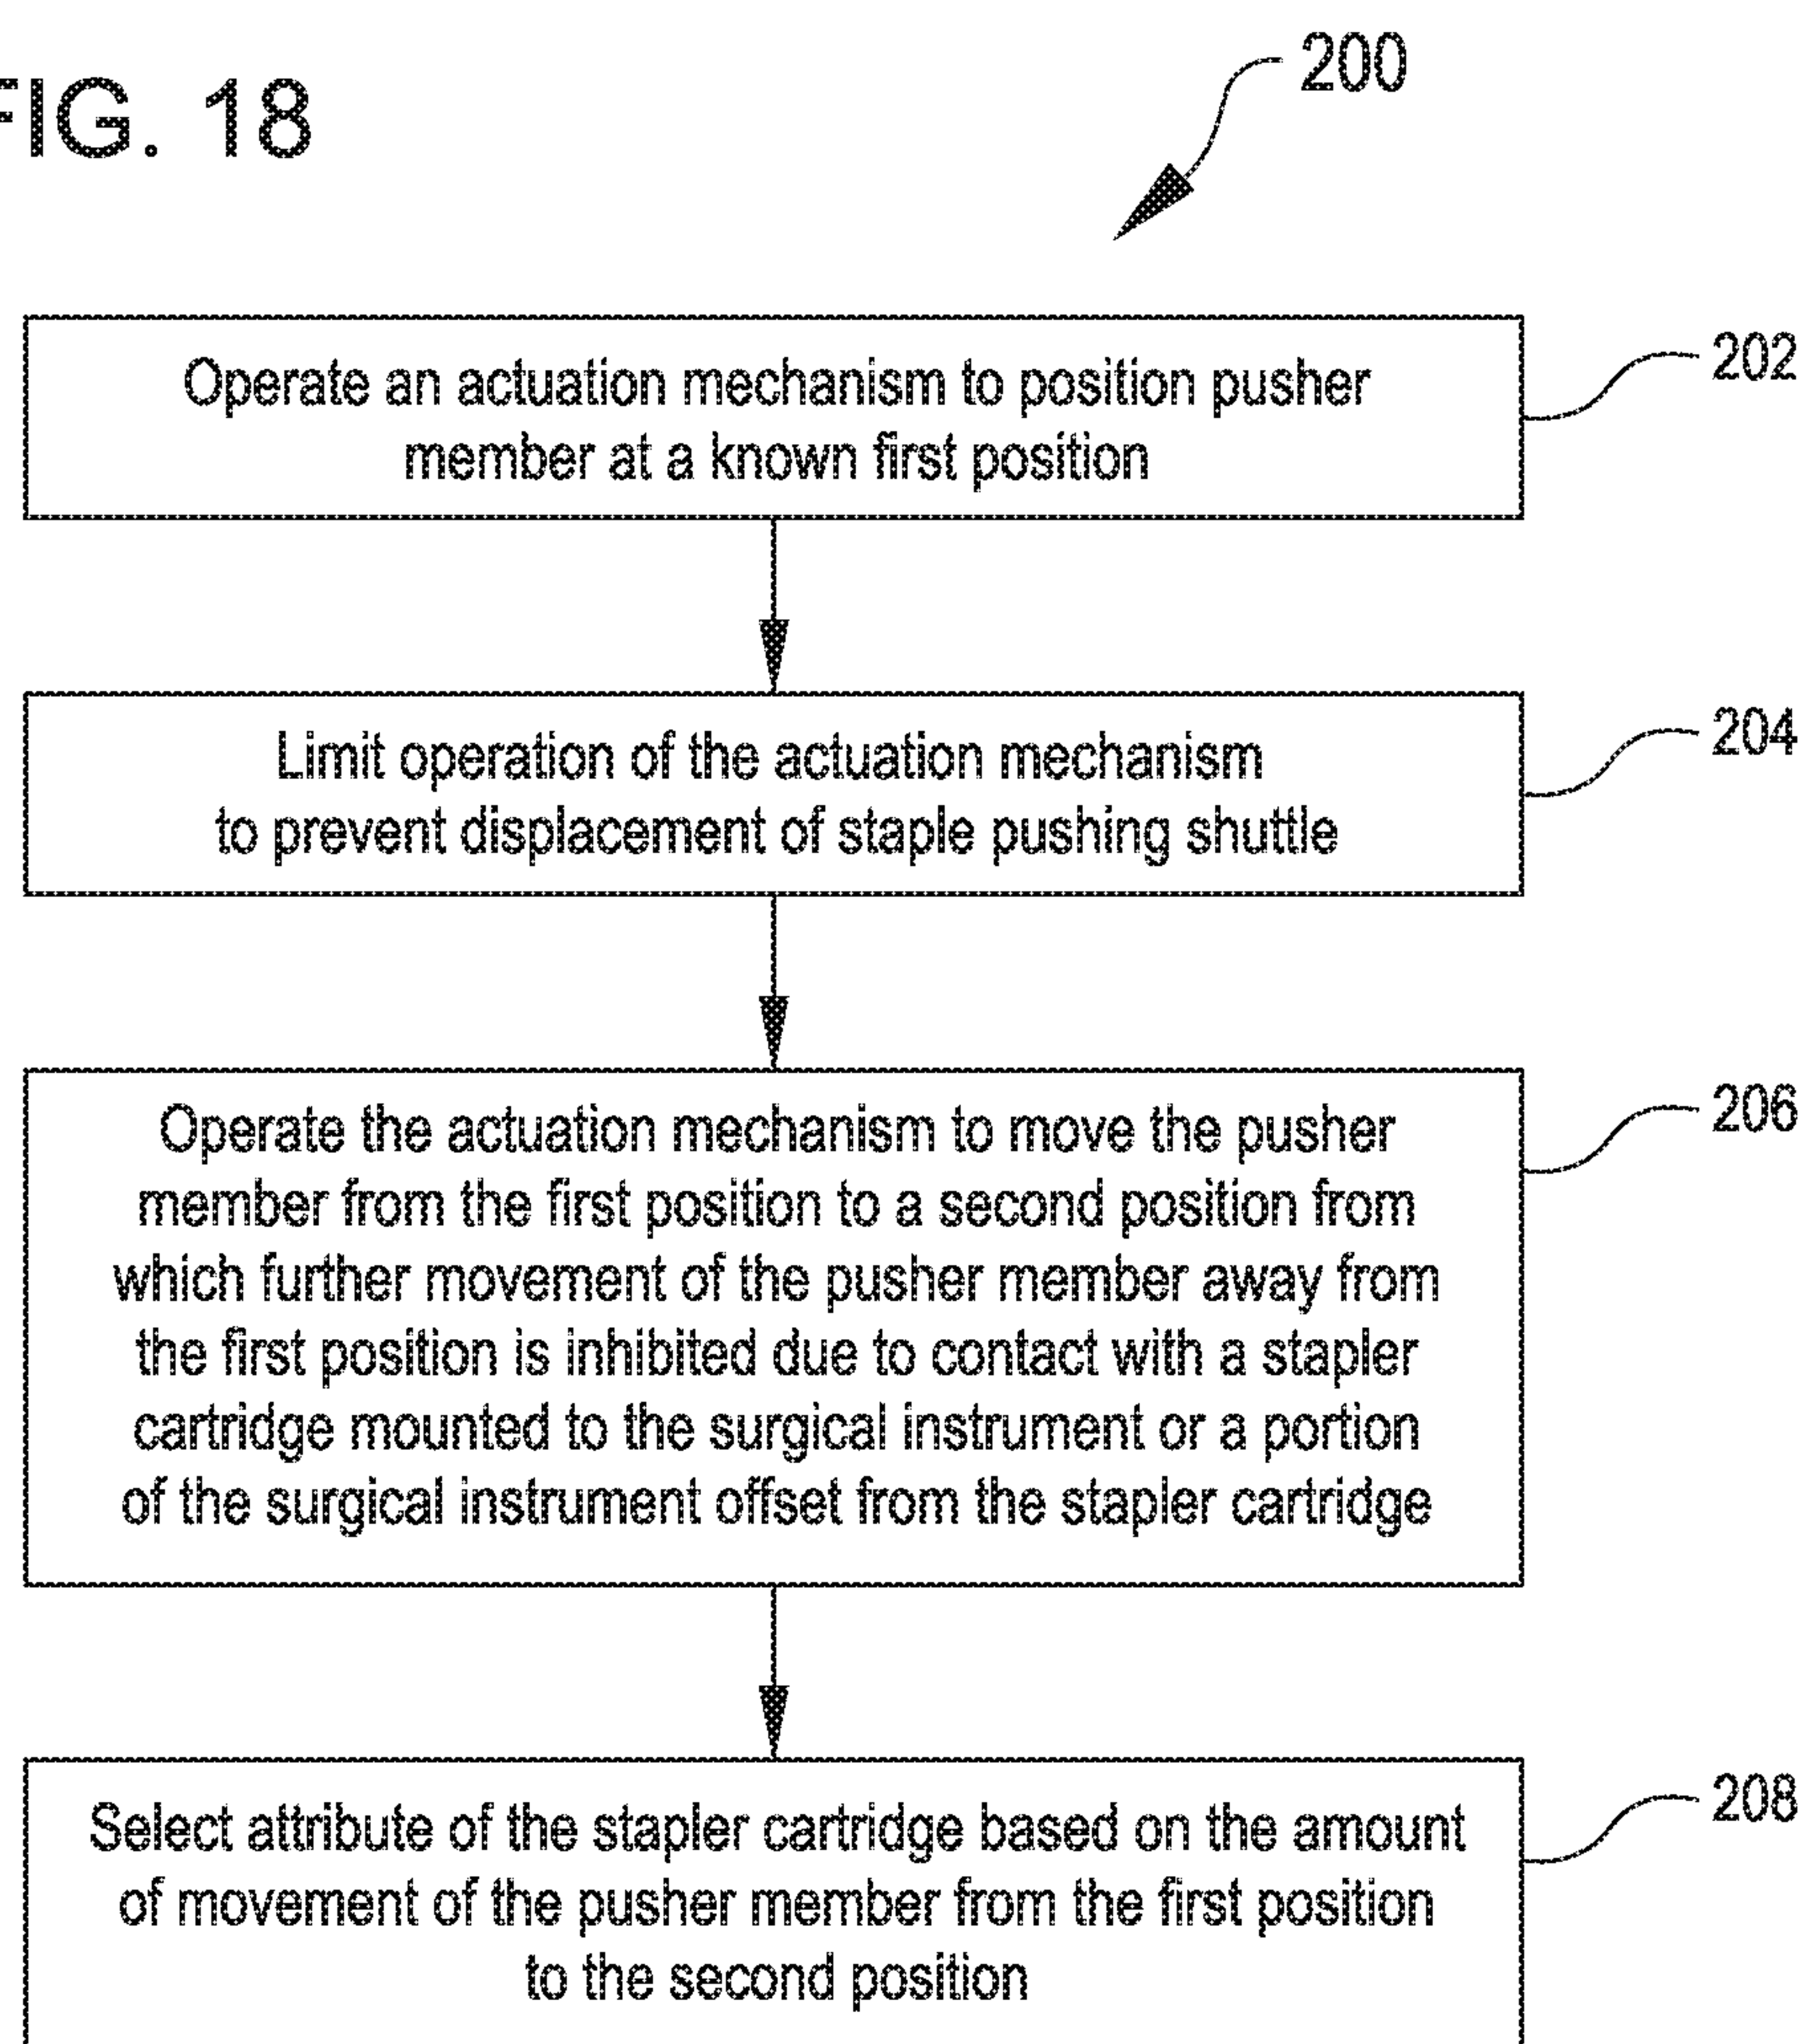 FIG. 18
200
Operate an actuation mechanism to position pusher
member at a known first position
202
Limit operation of the actuation mechanism
to prevent displacement of staple pushing shuttle
204
Operate the actuation mechanism to move the pusher
member from the first position to a second position from
which further movement of the pusher member away from
the first position is inhibited due to contact with a stapler
cartridge mounted to the surgical instrument or a portion
of the surgical instrument offset from the stapler cartridge
206
Select attribute of the stapler cartridge based on the amount
of movement of the pusher member from the first position
to the second position
208